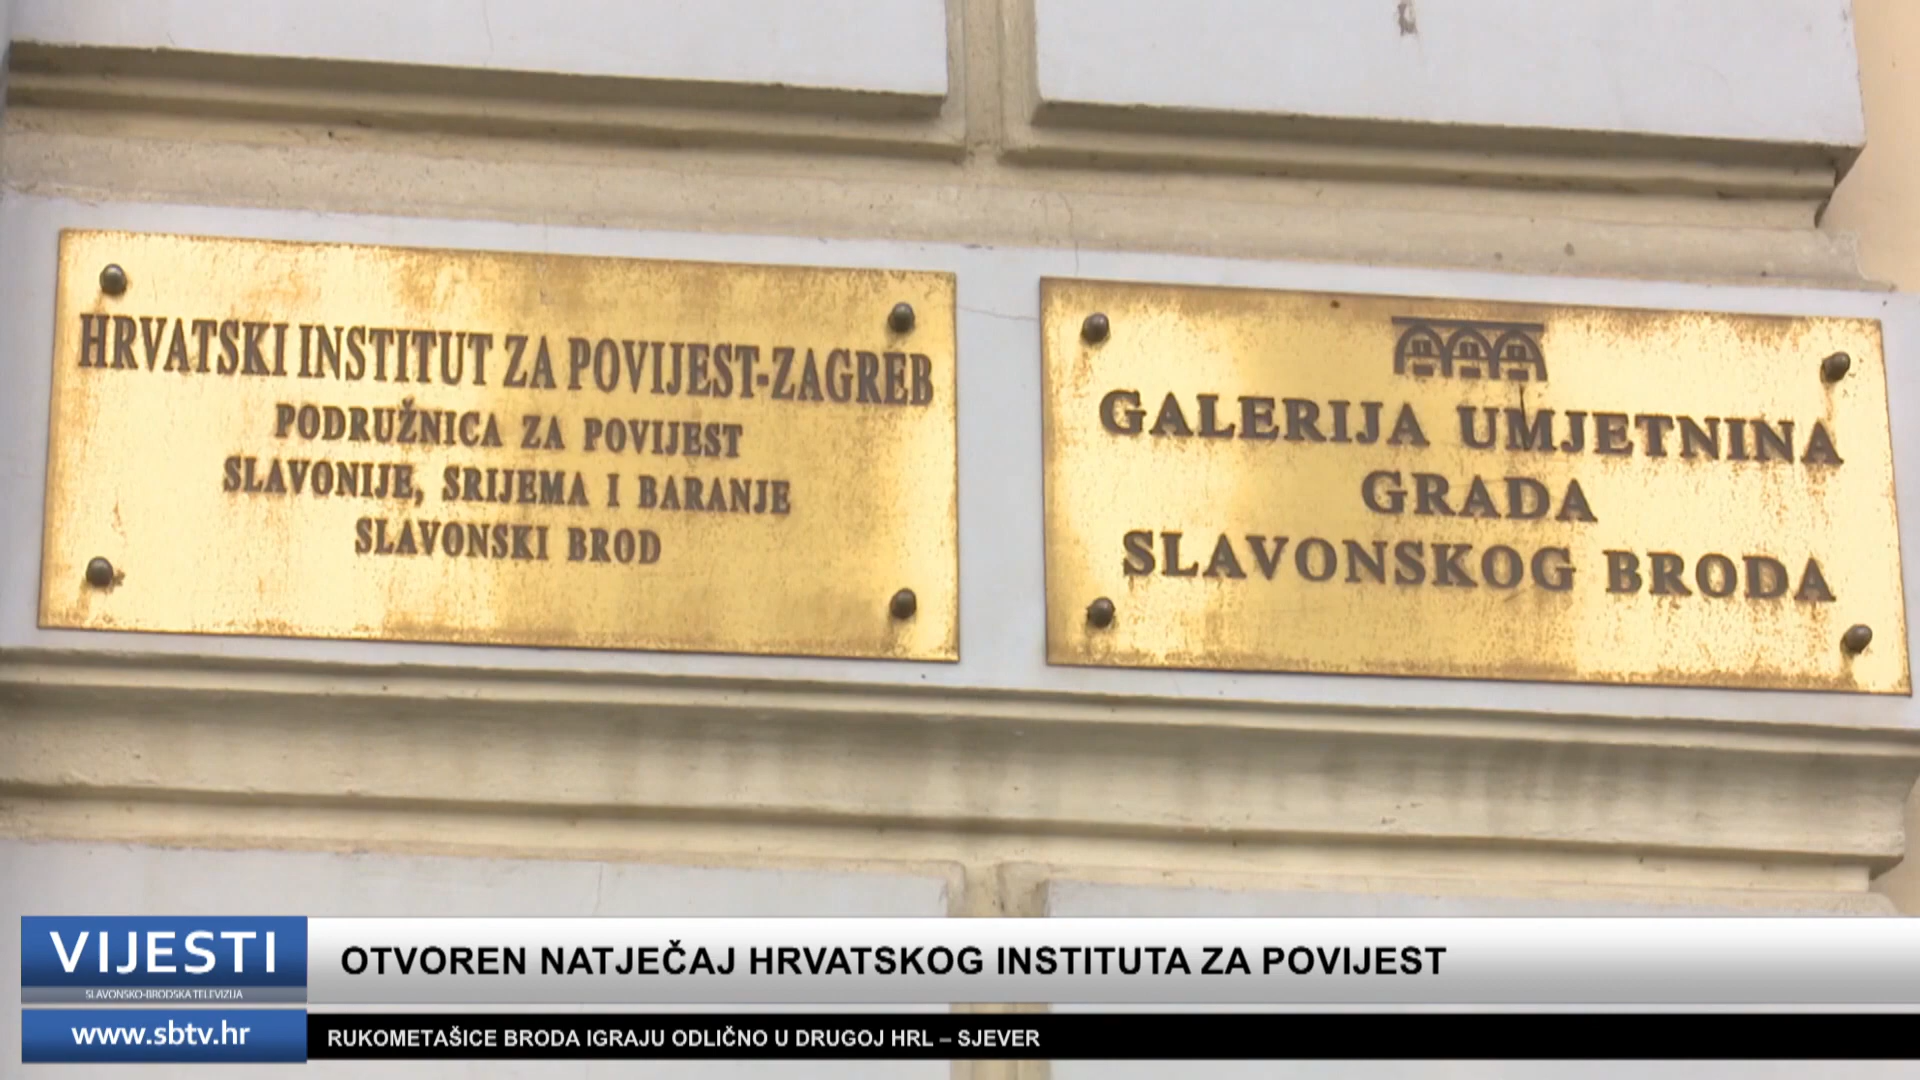 HRVATSKI INSTITUT ZA POVIJEST-ZAGREB
PODRUŽNICA ZA POVIJEST
SLAVONIJE, SRIJEMA I BARANJE
SLAVONSKI BROD
GALERIJA UMJETNINA
GRADA
SLAVONSKOG BRODA
VIJESTI
SLAVONSKO-BRODSKA TELEVIZIJA
www.sbtv.hr
OTVOREN NATJEČAJ HRVATSKOG INSTITUTA ZA POVIJEST
RUKOMETAŠICE BRODA IGRAJU ODLIČNO U DRUGOJ HRL – SJEVER